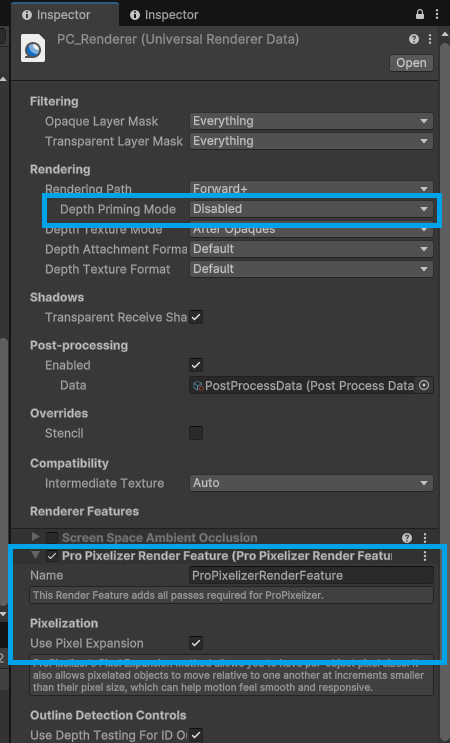 Inspector Inspector
PC_Renderer (Universal Renderer Data)
Open
Filtering
Opaque Layer Mask Everything
Transparent Layer Mask Everything
Rendering
Rendering Path Forward+
Depth Priming Mode Disabled
Depth Texture Mode After Opaques
Depth Attachment Forma Default
Depth Texture Format Default
Shadows
Transparent Receive Sha
Post-processing
Enabled
Data PostProcessData (Post Process Data
Overrides
Stencil
Compatibility
Intermediate Texture Auto
Renderer Features
Screen Space Ambient Occlusion
Pro Pixelizer Render Feature (Pro Pixelizer Render Featu
Name ProPixelizerRenderFeature
This Render Feature adds all passes required for ProPixelizer.
Pixelization
Use Pixel Expansion
ProPixelizer's Pixel Expansion method allows you to have per-object pixel sizes. It
also allows pixelated objects to move relative to one another at increments smaller
than their pixel size, which can help motion feel smooth and responsive.
Outline Detection Controls
Use Depth Testing For ID O
2